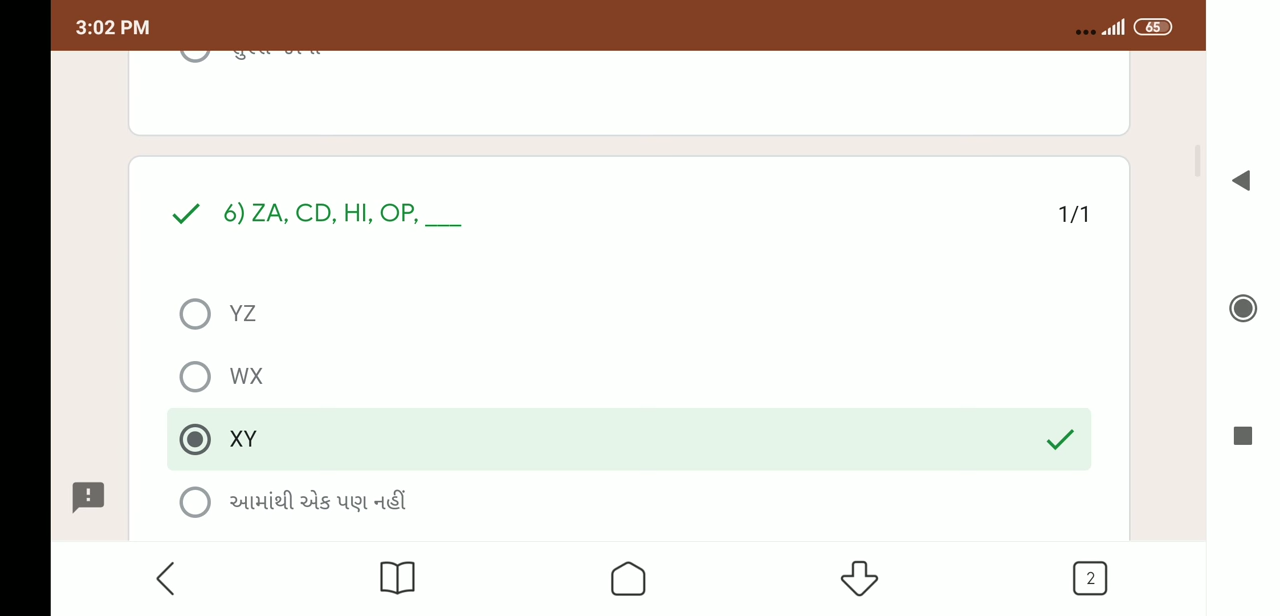 3:02 PM
65
6) ZA, CD, HI, OP, ___
1/1
YZ
WX
XY
આમાંથી એક પણ નહીં
2